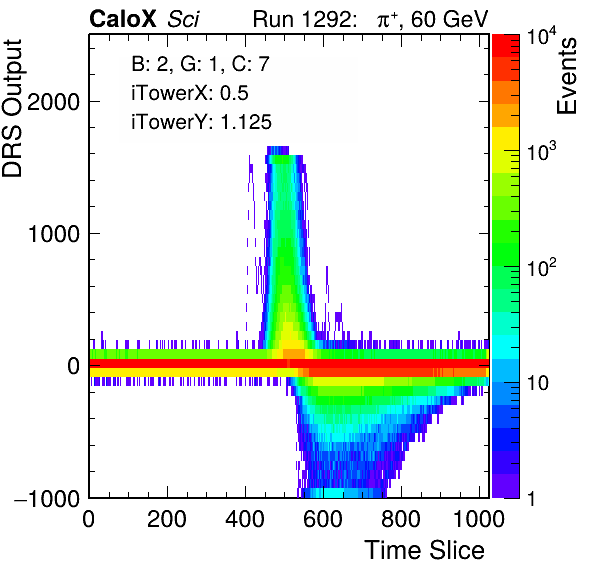 CaloX Sci Run 1292: π⁺, 60 GeV
B: 2, G: 1, C: 7
iTowerX: 0.5
iTowerY: 1.125
DRS Output
2000
1000
0
−1000
0 200 400 600 800 1000
Time Slice
Events
10⁴
10³
10²
10
1